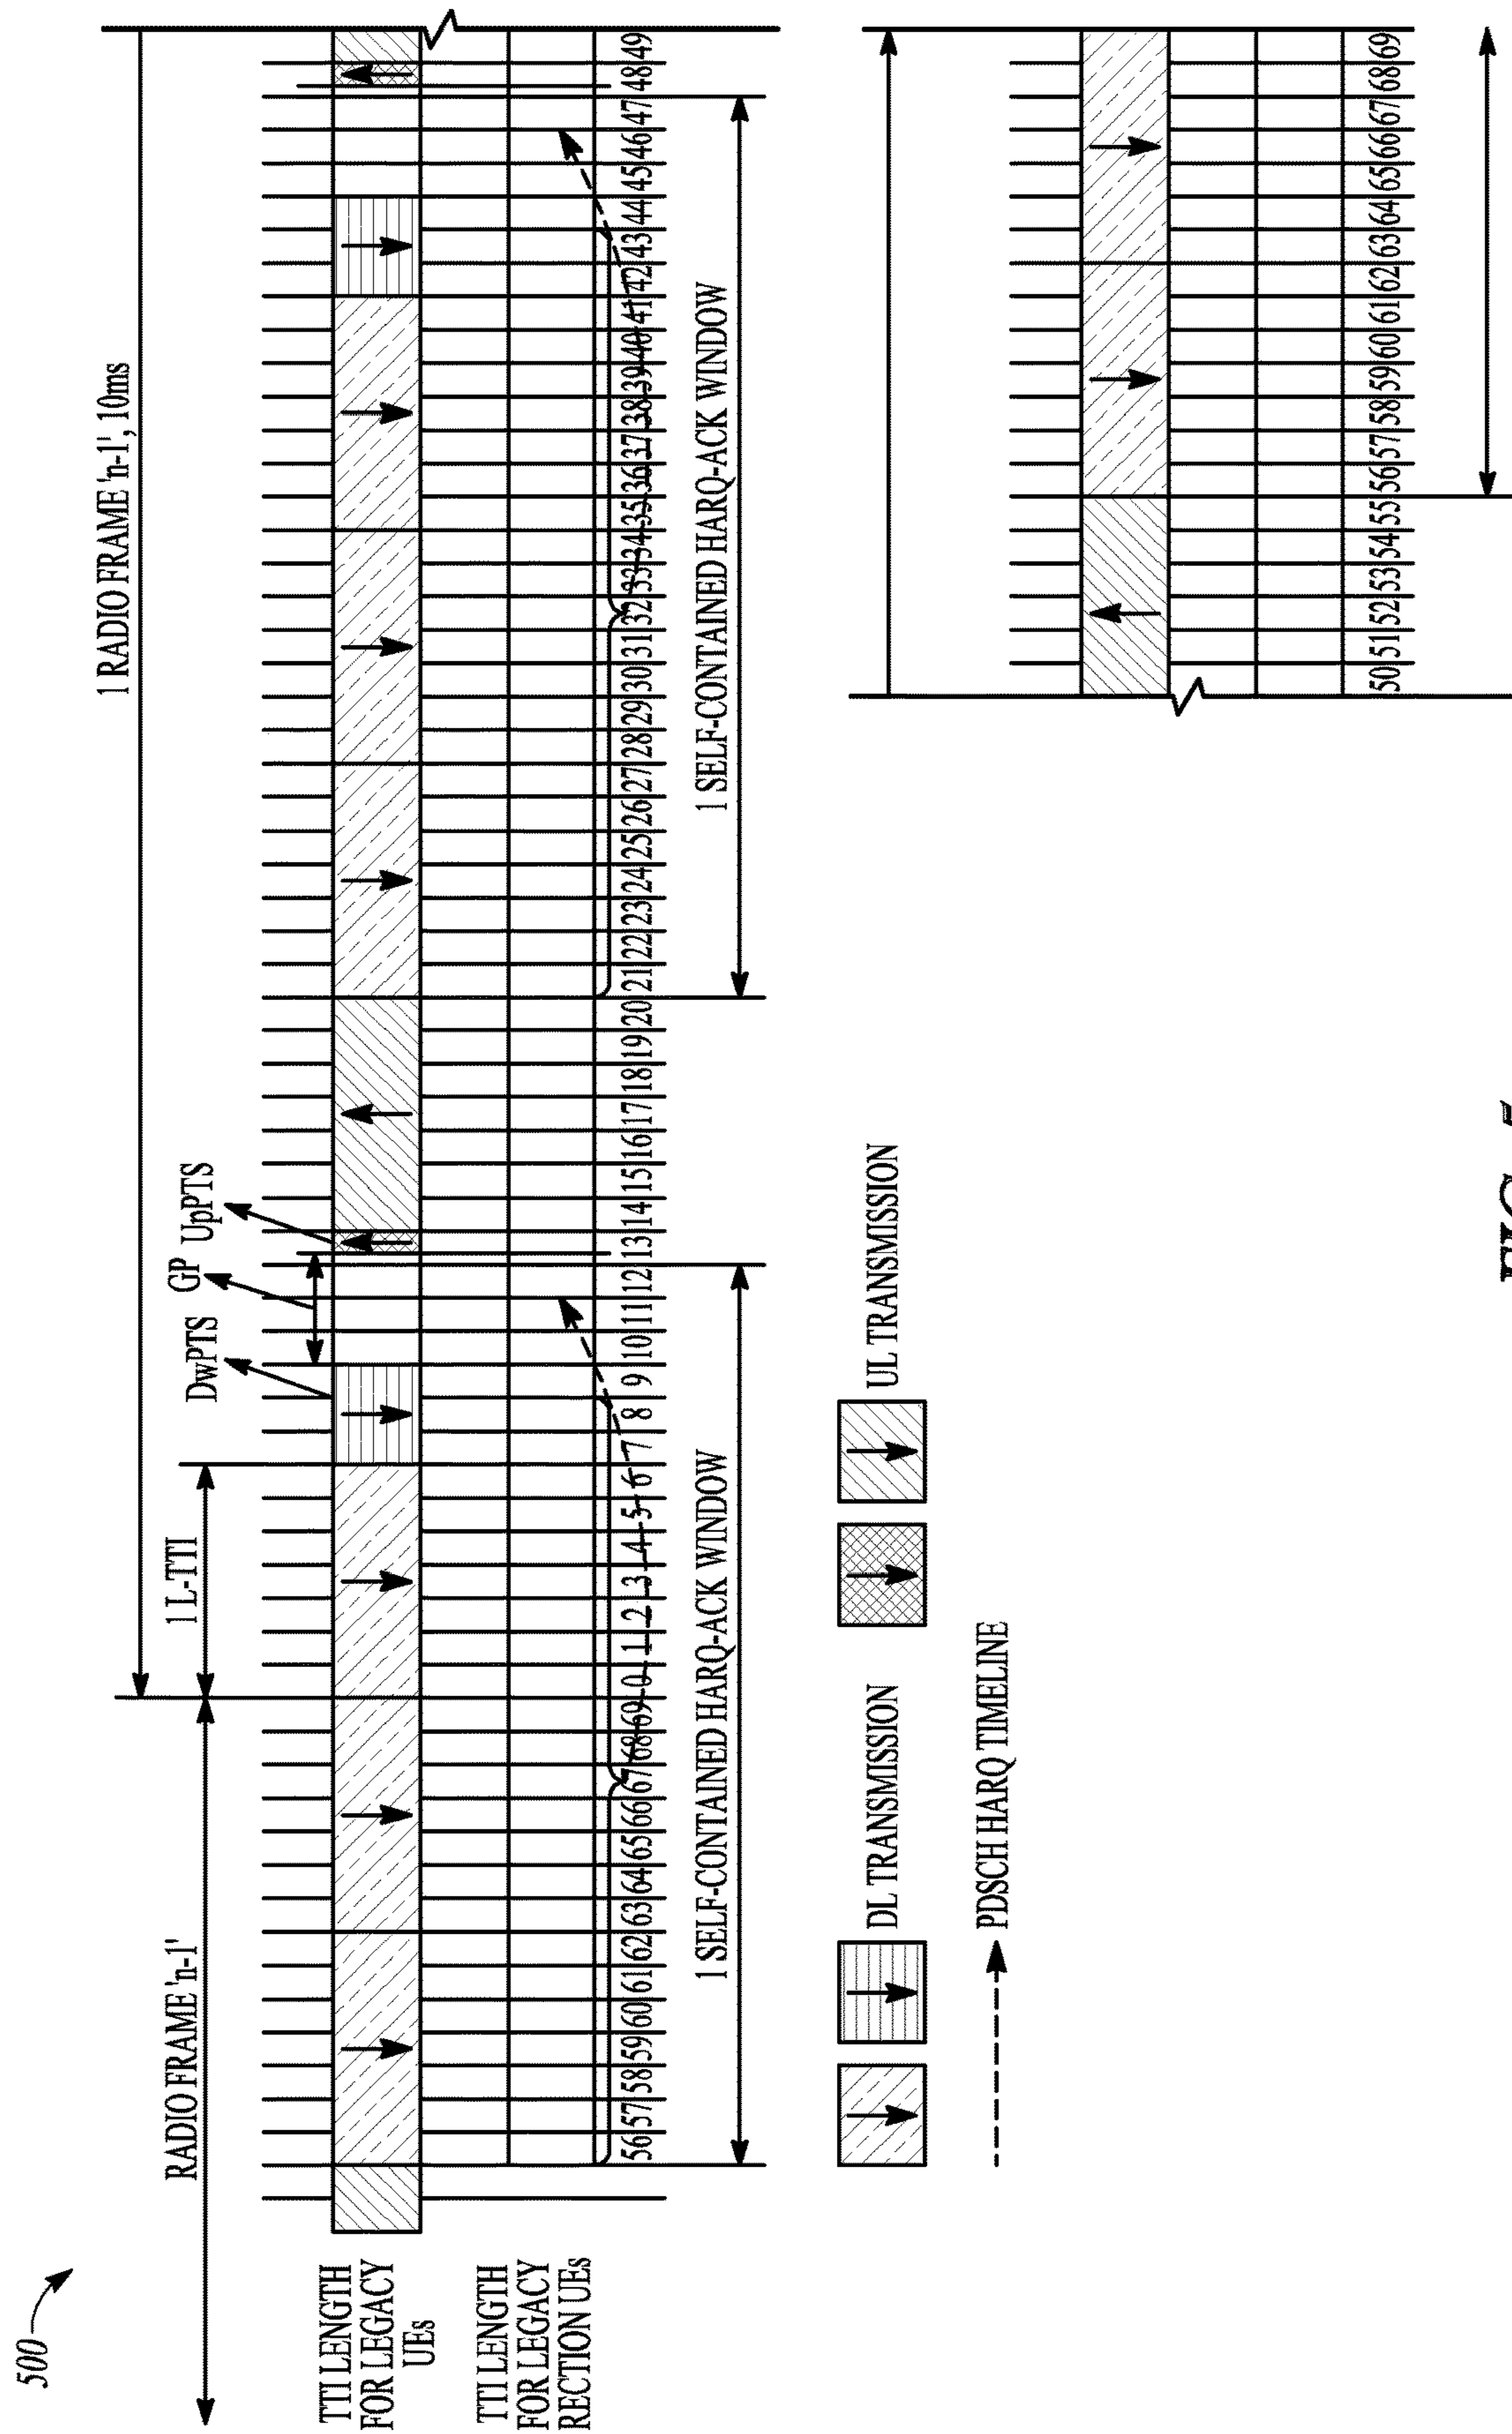 500
RADIO FRAME 'n-1'
1 RADIO FRAME 'n-1', 10ms
1 L-TTI
DwPTS
GP
UpPTS
TTI LENGTH
FOR LEGACY
UEs
TTI LENGTH
FOR LEGACY
RECTION UEs
56 57 58 59 60 61 62 63 64 65 66 67 68 69 0 1 2 3 4 5 6 7 8 9 10 11 12 13 14 15 16 17 18 19 20 21 22 23 24 25 26 27 28 29 30 31 32 33 34 35 36 37 38 39 40 41 42 43 44 45 46 47 48 49
1 SELF-CONTAINED HARQ-ACK WINDOW
1 SELF-CONTAINED HARQ-ACK WINDOW
50 51 52 53 54 55 56 57 58 59 60 61 62 63 64 65 66 67 68 69
DL TRANSMISSION
UL TRANSMISSION
PDSCH HARQ TIMELINE